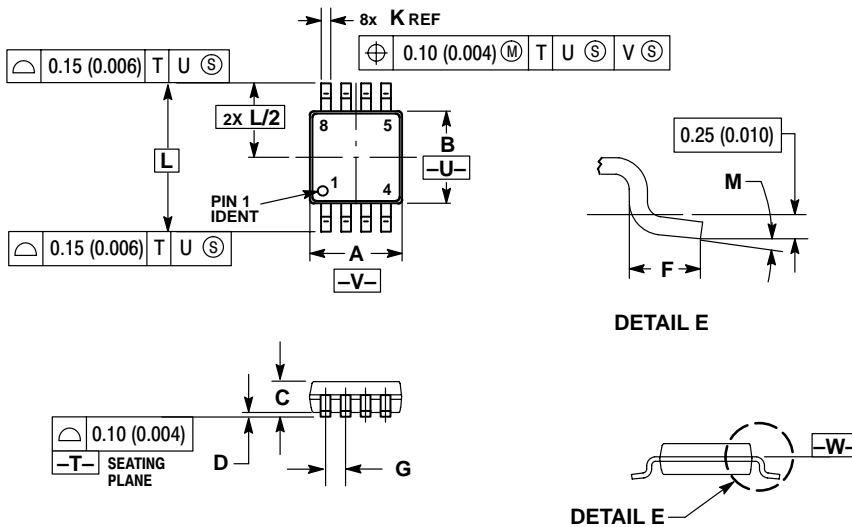 8x K REF
⌖ 0.10 (0.004) Ⓜ T U Ⓢ V Ⓢ
⌓ 0.15 (0.006) T U Ⓢ
2X L/2
8 5
B
–U–
L
1
4
PIN 1
IDENT
⌓ 0.15 (0.006) T U Ⓢ
A
–V–
0.25 (0.010)
M
F
DETAIL E
C
⌓ 0.10 (0.004)
–T– SEATING
PLANE
D
G
–W–
DETAIL E